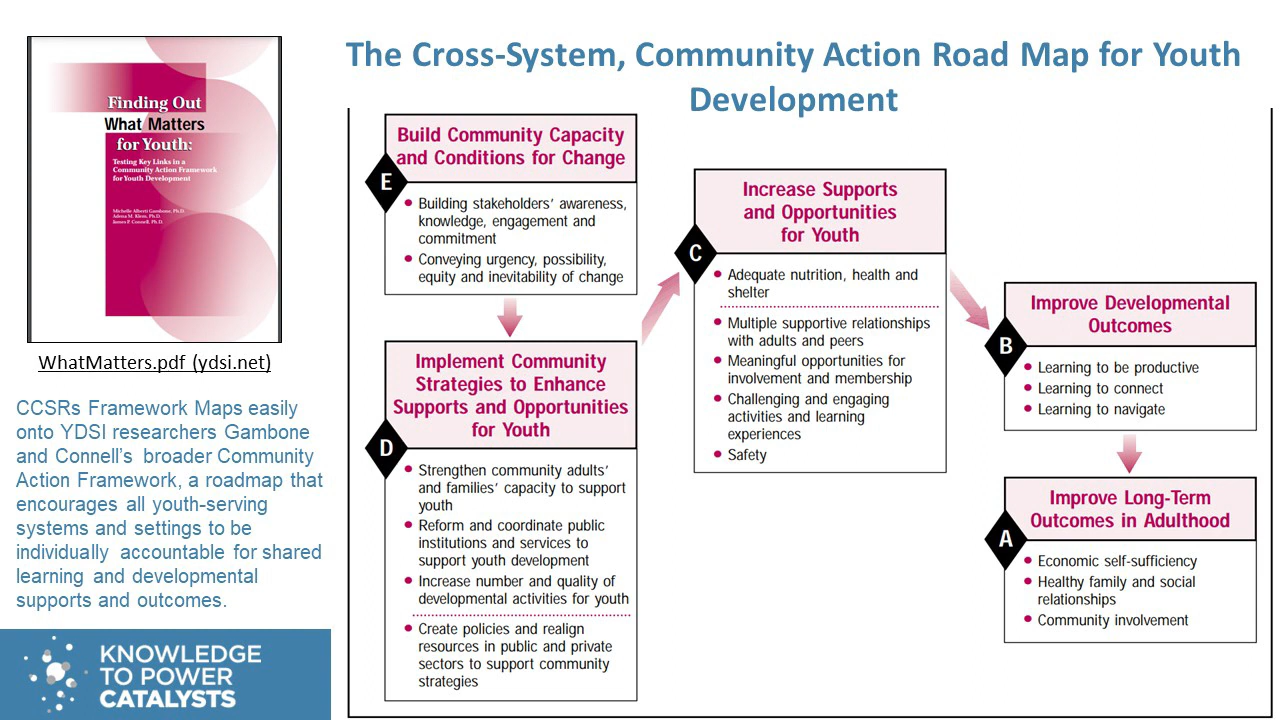 The Cross-System, Community Action Road Map for Youth
Development
Finding Out
What Matters
for Youth:
Testing Key Links in a
Community Action Framework
for Youth Development
Michelle Alberti Gambone, Ph.D.
Adena M. Klem, Ph.D.
James P. Connell, Ph.D.
WhatMatters.pdf (ydsi.net)
CCSRs Framework Maps easily
onto YDSI researchers Gambone
and Connell’s broader Community
Action Framework, a roadmap that
encourages all youth-serving
systems and settings to be
individually accountable for shared
learning and developmental
supports and outcomes.
KNOWLEDGE
TO POWER
CATALYSTS
E
Build Community Capacity
and Conditions for Change
• Building stakeholders’ awareness,
knowledge, engagement and
commitment
• Conveying urgency, possibility,
equity and inevitability of change
D
Implement Community
Strategies to Enhance
Supports and Opportunities
for Youth
• Strengthen community adults’
and families’ capacity to support
youth
• Reform and coordinate public
institutions and services to
support youth development
• Increase number and quality of
developmental activities for youth
• Create policies and realign
resources in public and private
sectors to support community
strategies
C
Increase Supports
and Opportunities
for Youth
• Adequate nutrition, health and
shelter
• Multiple supportive relationships
with adults and peers
• Meaningful opportunities for
involvement and membership
• Challenging and engaging
activities and learning
experiences
• Safety
B
Improve Developmental
Outcomes
• Learning to be productive
• Learning to connect
• Learning to navigate
A
Improve Long-Term
Outcomes in Adulthood
• Economic self-sufficiency
• Healthy family and social
relationships
• Community involvement